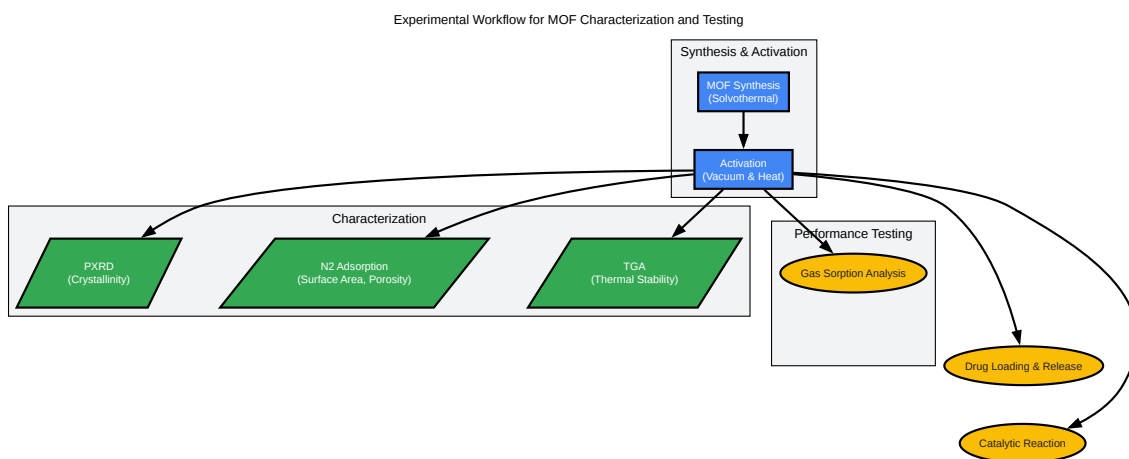 Experimental Workflow for MOF Characterization and Testing
Synthesis & Activation
MOF Synthesis
(Solvothermal)
Activation
(Vacuum & Heat)
Characterization
PXRD
(Crystallinity)
N2 Adsorption
(Surface Area, Porosity)
TGA
(Thermal Stability)
Performance Testing
Gas Sorption Analysis
Drug Loading & Release
Catalytic Reaction